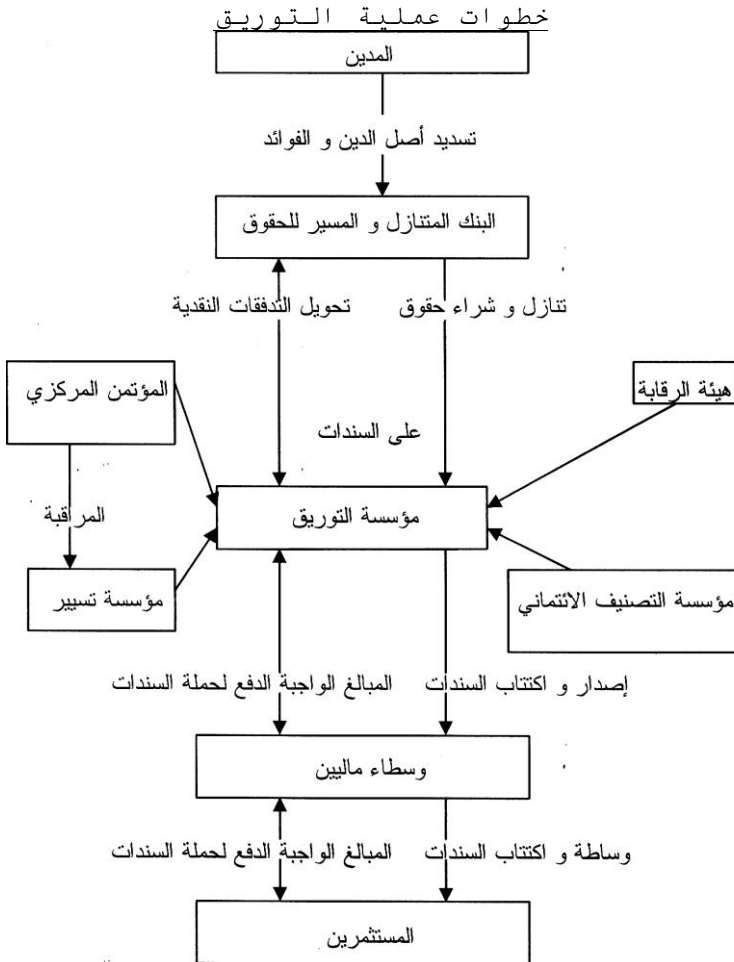 خطوات عملية التوريق
المدين
تسديد أصل الدين و الفوائد
البنك المتنازل و المسير للحقوق
تنازل و شراء حقوق
تحويل التدفقات النقدية
هيئة الرقابة
المؤتمن المركزي
على السندات
مؤسسة التوريق
المراقبة
مؤسسة التصنيف الائتماني
مؤسسة تسيير
إصدار و اكتتاب السندات
المبالغ الواجبة الدفع لحملة السندات
وسطاء ماليين
وساطة و اكتتاب السندات
المبالغ الواجبة الدفع لحملة السندات
المستثمرين